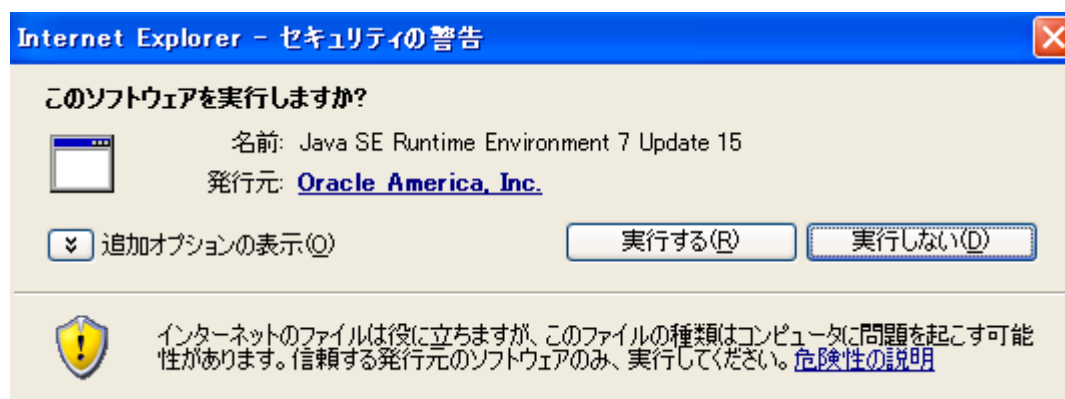 Internet Explorer - セキュリティの警告
このソフトウェアを実行しますか?
名前: Java SE Runtime Environment 7 Update 15
発行元: Oracle America, Inc.
追加オプションの表示(O) 実行する(R) 実行しない(D)
インターネットのファイルは役に立ちますが、このファイルの種類はコンピュータに問題を起こす可能
性があります。信頼する発行元のソフトウェアのみ、実行してください。危険性の説明